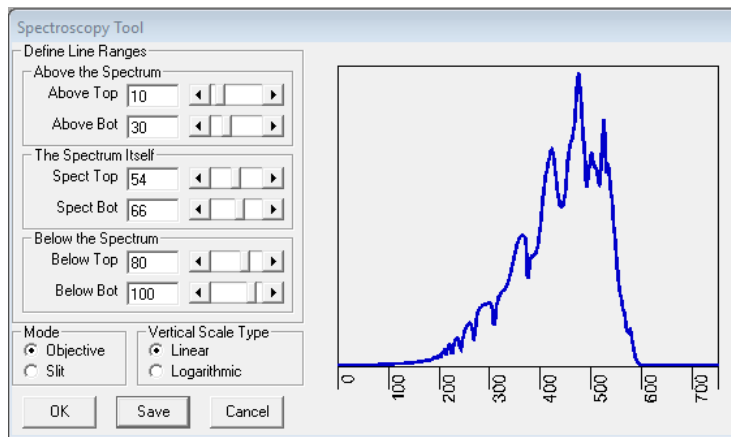 Spectroscopy Tool
Define Line Ranges
Above the Spectrum
Above Top 10
Above Bot 30
The Spectrum Itself
Spect Top 54
Spect Bot 66
Below the Spectrum
Below Top 80
Below Bot 100
Mode
Objective
Slit
Vertical Scale Type
Linear
Logarithmic
OK Save Cancel
0 100 200 300 400 500 600 700